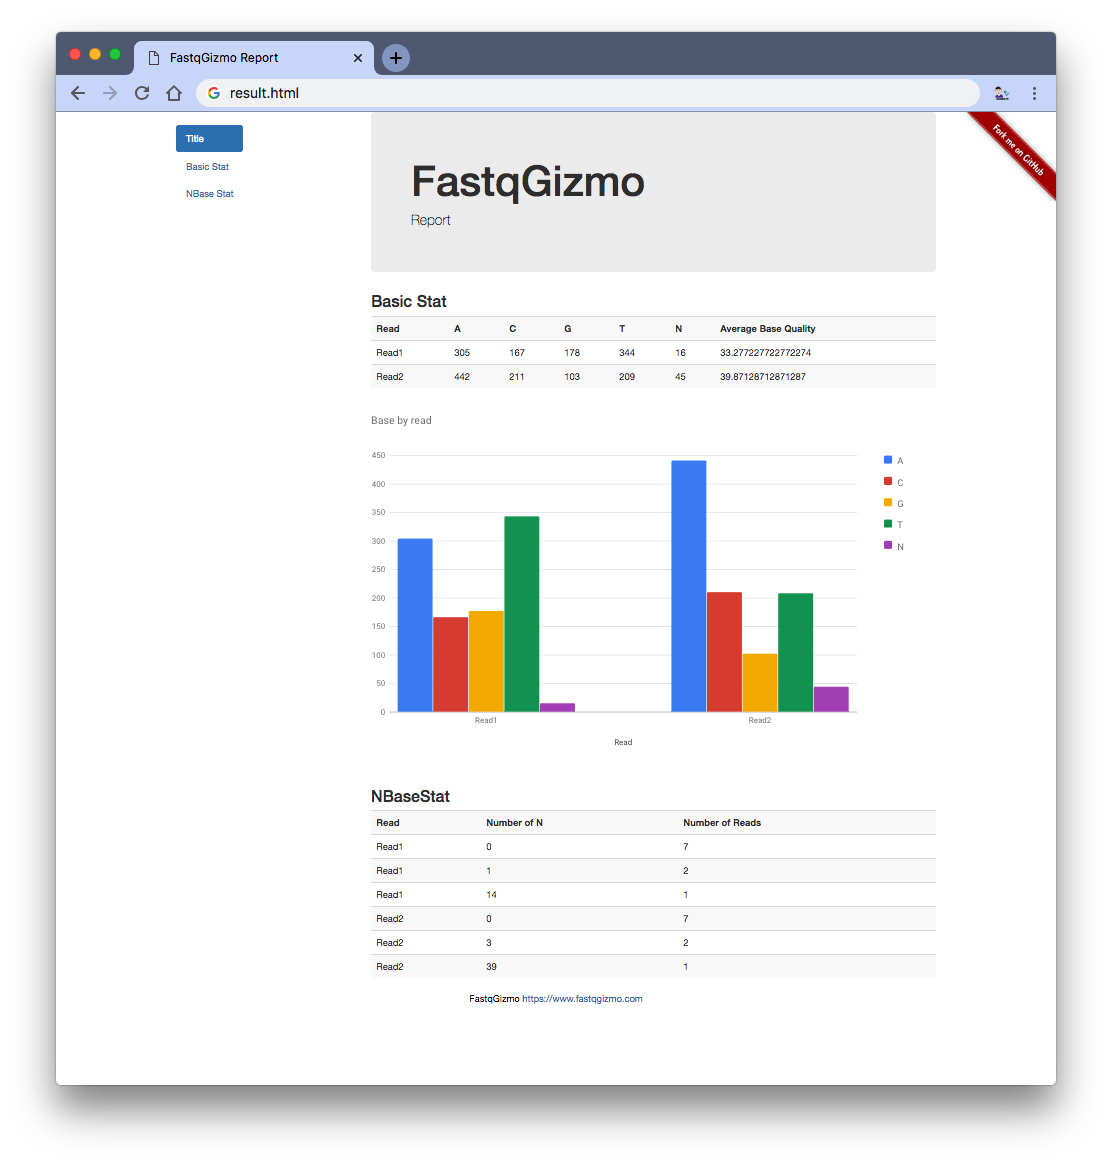 FastqGizmo Report
result.html
Title
Basic Stat
NBase Stat
Fork me on GitHub
FastqGizmo
Report
Basic Stat
Read A C G T N Average Base Quality
Read1 305 167 178 344 16 33.277227722772274
Read2 442 211 103 209 45 39.87128712871287
Base by read
450
400
350
300
250
200
150
100
50
0
Read1 Read2
Read
A
C
G
T
N
NBaseStat
Read Number of N Number of Reads
Read1 0 7
Read1 1 2
Read1 14 1
Read2 0 7
Read2 3 2
Read2 39 1
FastqGizmo https://www.fastqgizmo.com